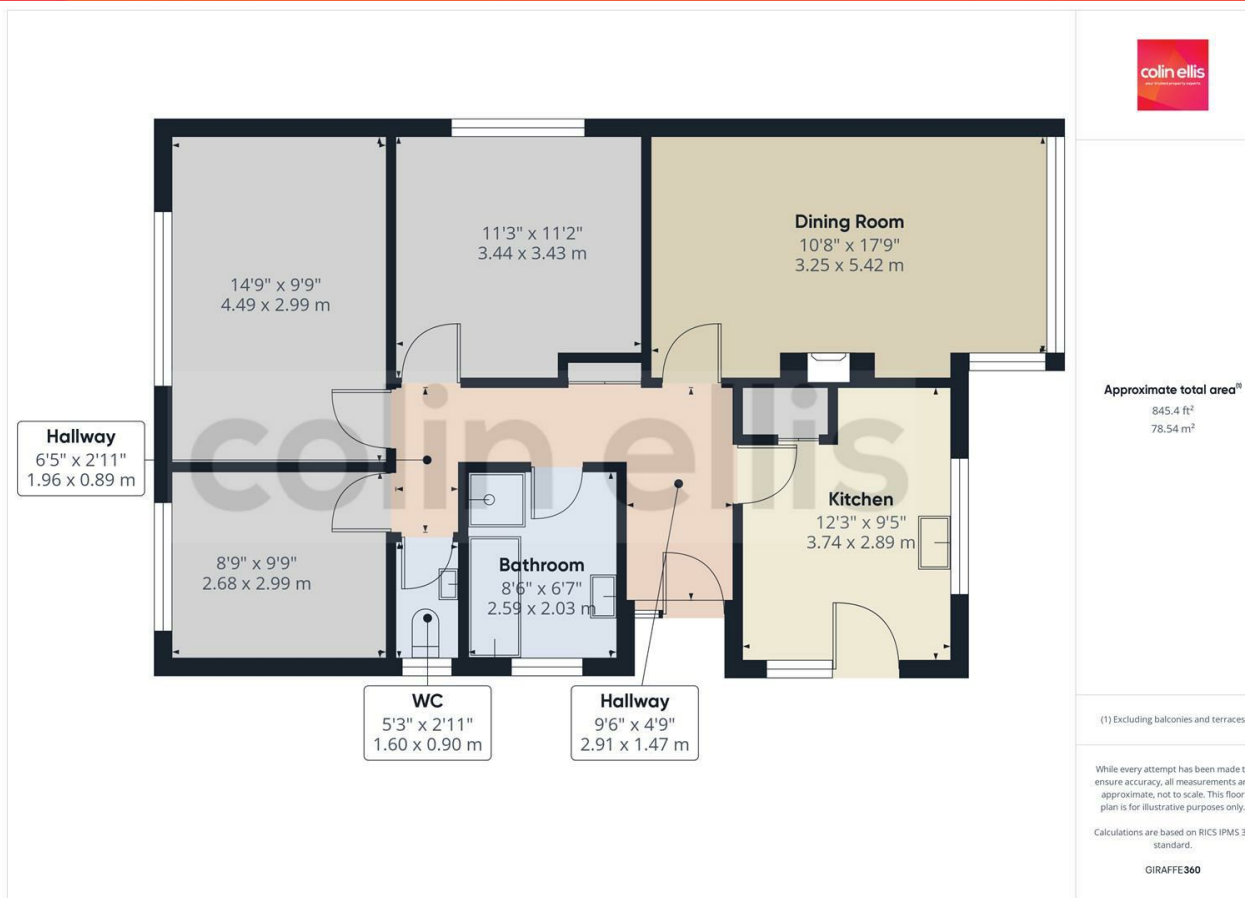 colin ellis
14'9" x 9'9"
4.49 x 2.99 m
11'3" x 11'2"
3.44 x 3.43 m
Dining Room
10'8" x 17'9"
3.25 x 5.42 m
Hallway
6'5" x 2'11"
1.96 x 0.89 m
colin ellis
8'9" x 9'9"
2.68 x 2.99 m
Bathroom
8'6" x 6'7"
2.59 x 2.03 m
Kitchen
12'3" x 9'5"
3.74 x 2.89 m
WC
5'3" x 2'11"
1.60 x 0.90 m
Hallway
9'6" x 4'9"
2.91 x 1.47 m
Approximate total area(1)
845.4 ft²
78.54 m²
(1) Excluding balconies and terraces
While every attempt has been made t
ensure accuracy, all measurements ar
approximate, not to scale. This floor
plan is for illustrative purposes only.
Calculations are based on RICS IPMS 3
standard.
GIRAFFE360